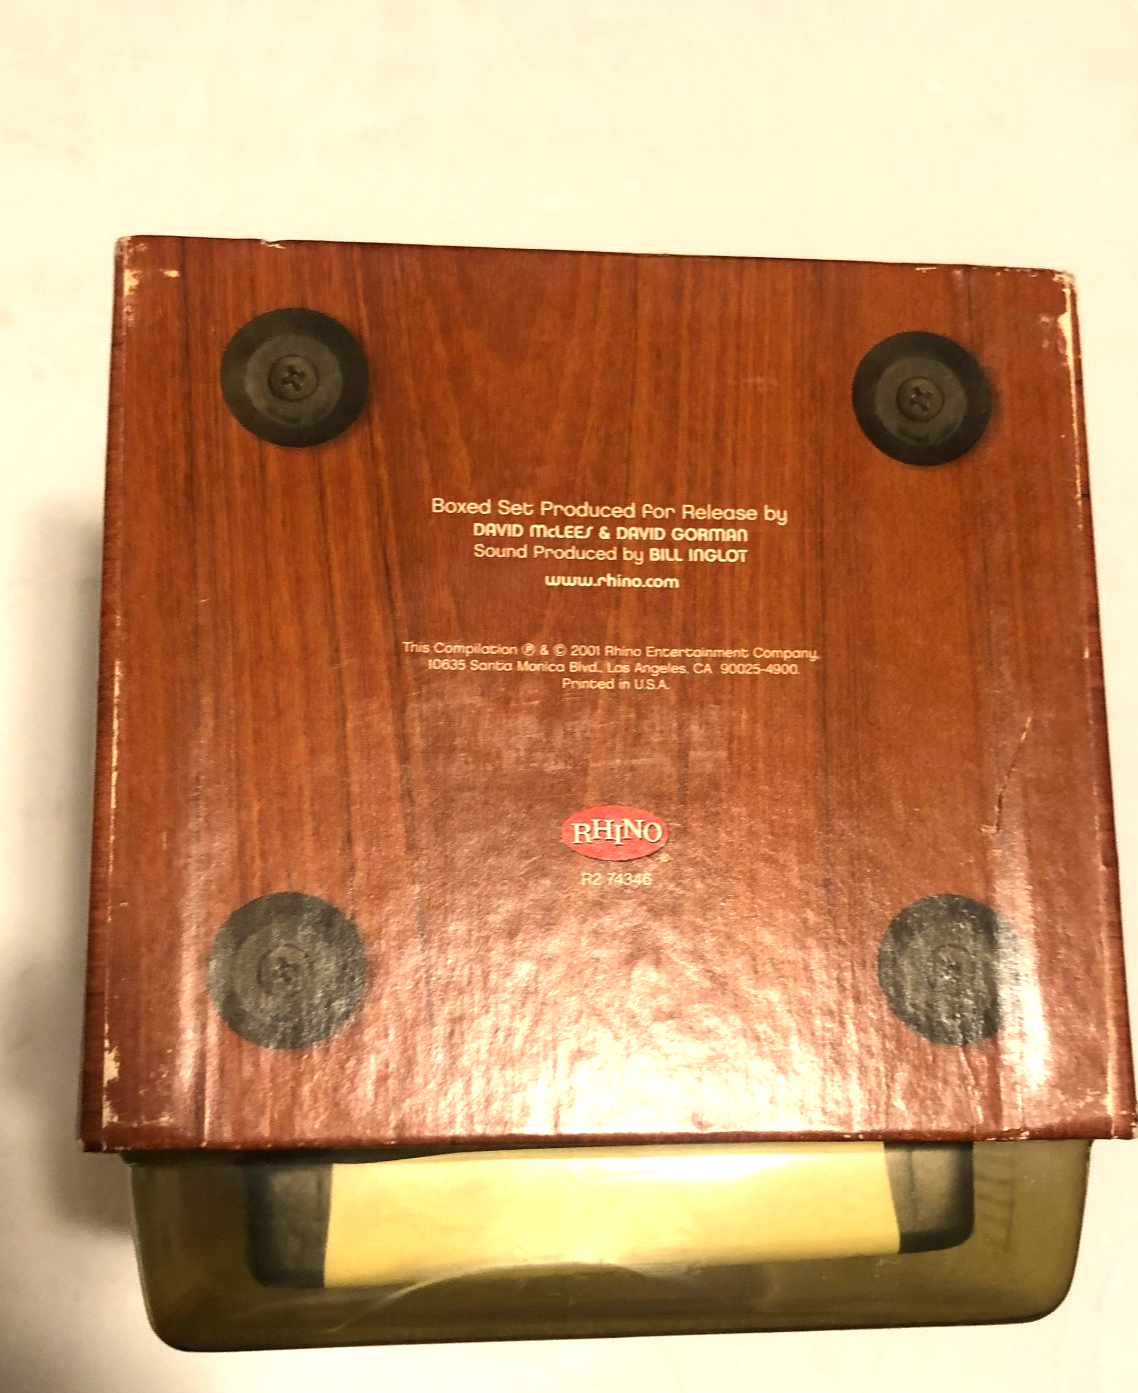 Boxed Set Produced for Release by
DAVID McLEES & DAVID GORMAN
Sound Produced by BILL INGLOT
www.rhino.com
This Compilation ℗ & © 2001 Rhino Entertainment Company,
10635 Santa Monica Blvd., Los Angeles, CA 90025-4900.
Printed in U.S.A.
RHINO
R2 74346